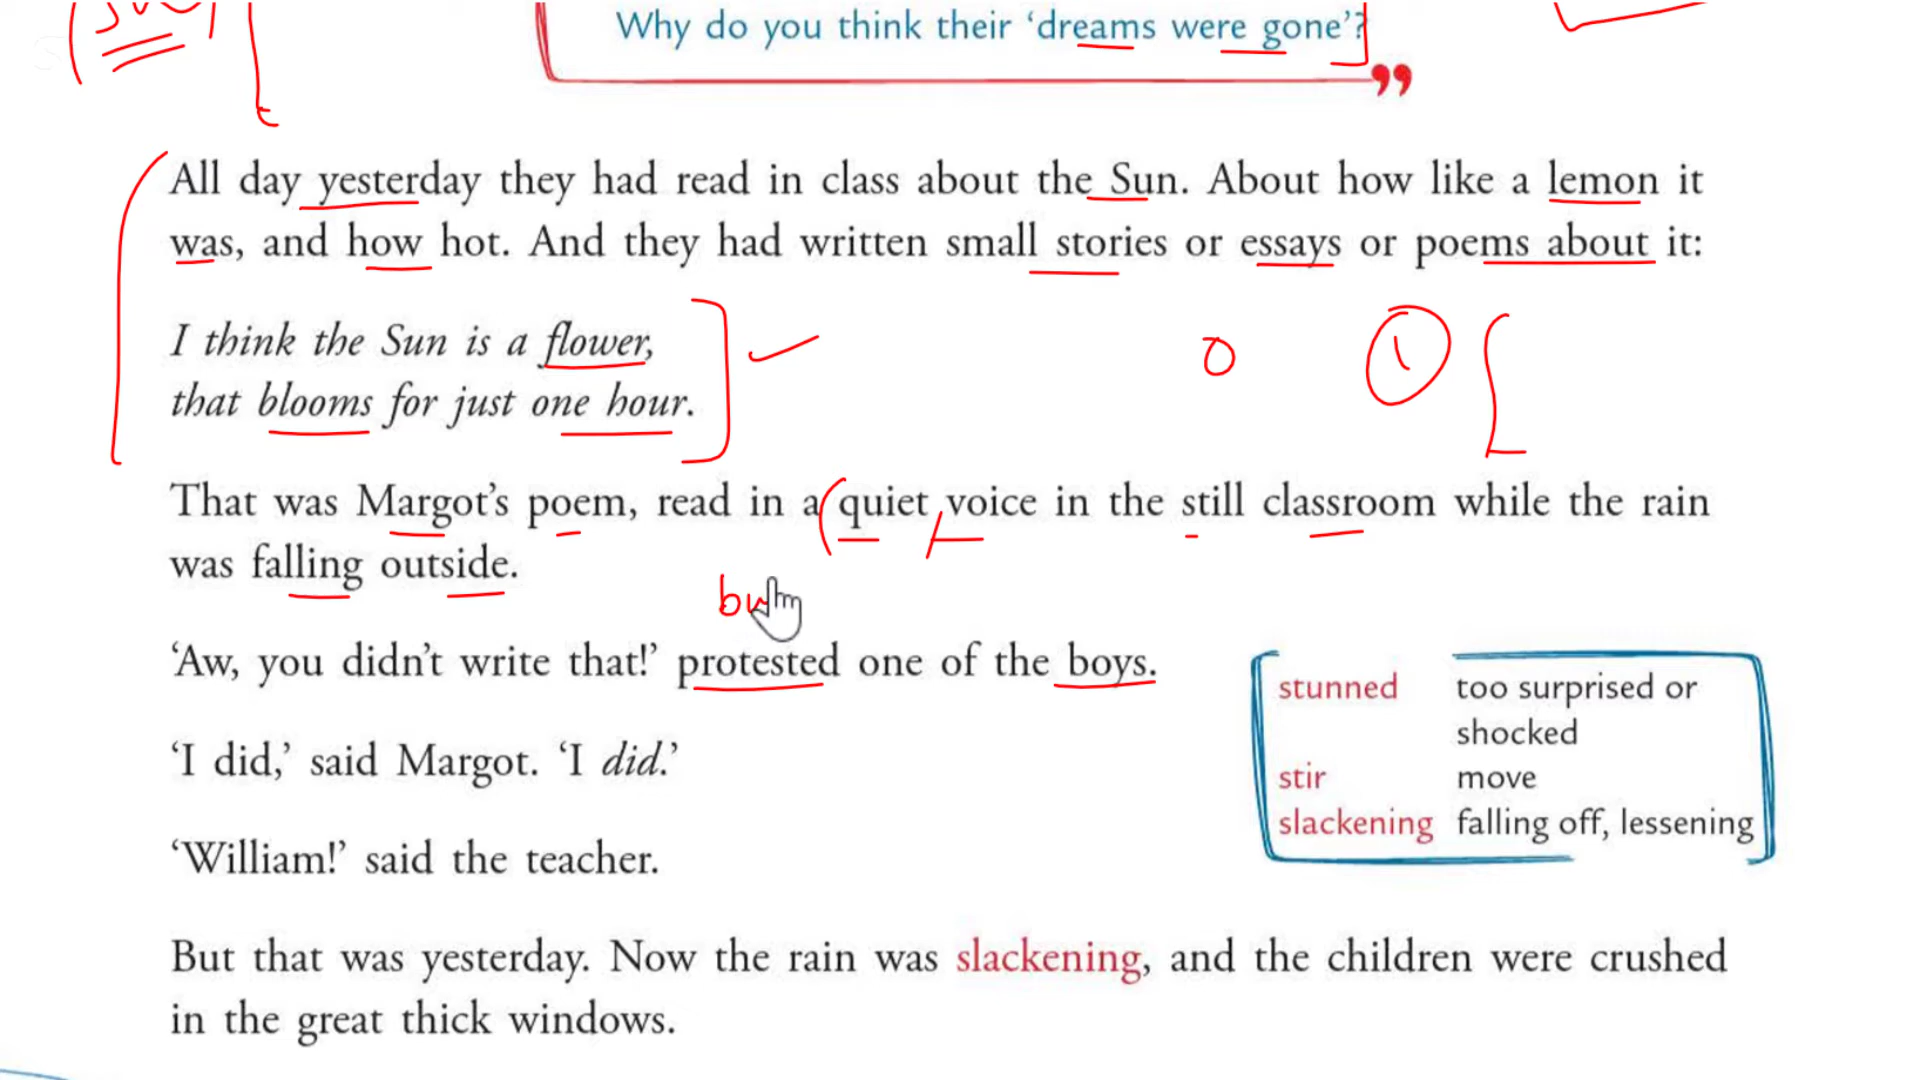 Why do you think their ‘dreams were gone’?
”
All day yesterday they had read in class about the Sun. About how like a lemon it
was, and how hot. And they had written small stories or essays or poems about it:
I think the Sun is a flower,
that blooms for just one hour.
O 1
That was Margot’s poem, read in a quiet voice in the still classroom while the rain
was falling outside.
‘Aw, you didn’t write that!’ protested one of the boys.
‘I did,’ said Margot. ‘I did.’
‘William!’ said the teacher.
stunned too surprised or
shocked
stir move
slackening falling off, lessening
But that was yesterday. Now the rain was slackening, and the children were crushed
in the great thick windows.